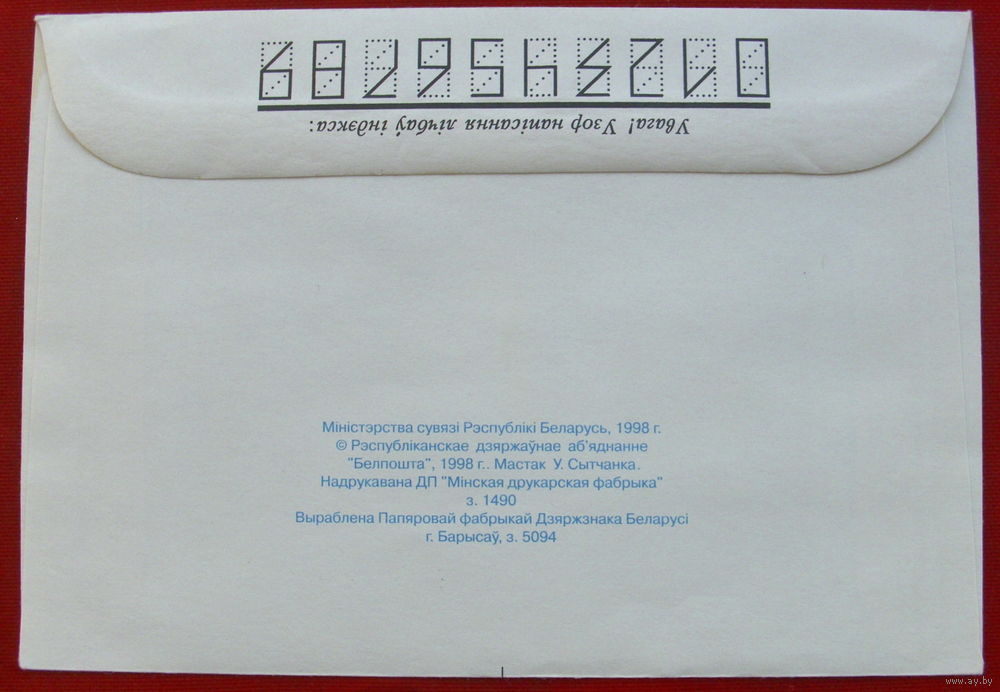 Увага! Узор напісання лічбаў індэкса:
0123456789
Міністэрства сувязі Рэспублікі Беларусь, 1998 г.
© Рэспубліканскае дзяржаўнае аб'яднанне
"Белпошта", 1998 г.. Мастак У. Сытчанка.
Надрукавана ДП "Мінская друкарская фабрыка"
з. 1490
Выраблена Папяровай фабрыкай Дзяржзнака Беларусі
г. Барысаў, з. 5094
www.ay.by